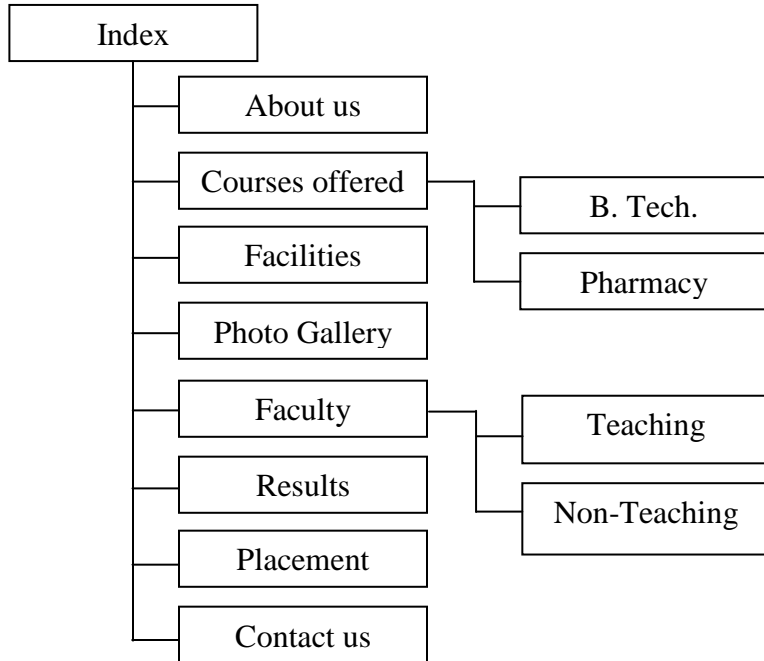 Index
About us
Courses offered
B. Tech.
Pharmacy
Facilities
Photo Gallery
Faculty
Teaching
Non-Teaching
Results
Placement
Contact us